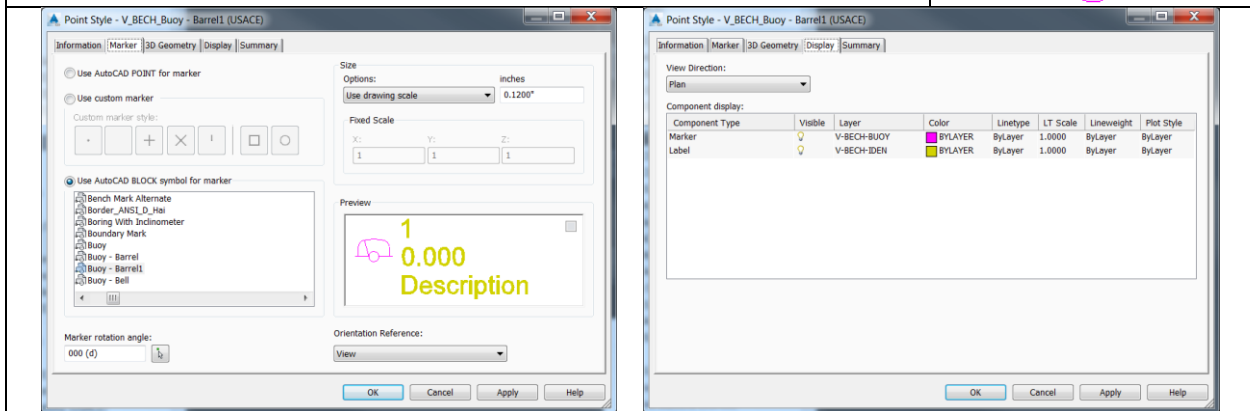 Point Style - V_BECH_Buoy - Barrel1 (USACE)
Information Marker 3D Geometry Display Summary
Use AutoCAD POINT for marker
Use custom marker
Custom marker style:
Use AutoCAD BLOCK symbol for marker
Bench Mark Alternate
Border_ANSI_D_Hai
Boring With Indinometer
Boundary Mark
Buoy
Buoy - Barrel
Buoy - Barrel1
Buoy - Bell
Marker rotation angle:
000 (d)
Size
Options: inches
Use drawing scale 0.1200"
Fixed Scale
X: Y: Z:
1 1 1
Preview
1
0.000
Description
Orientation Reference:
View
OK Cancel Apply Help
Point Style - V_BECH_Buoy - Barrel1 (USACE)
Information Marker 3D Geometry Display Summary
View Direction:
Plan
Component display:
Component Type Visible Layer Color Linetype LT Scale Lineweight Plot Style
Marker V-BECH-BUOY BYLAYER ByLayer 1.0000 ByLayer ByLayer
Label V-BECH-IDEN BYLAYER ByLayer 1.0000 ByLayer ByLayer
OK Cancel Apply Help